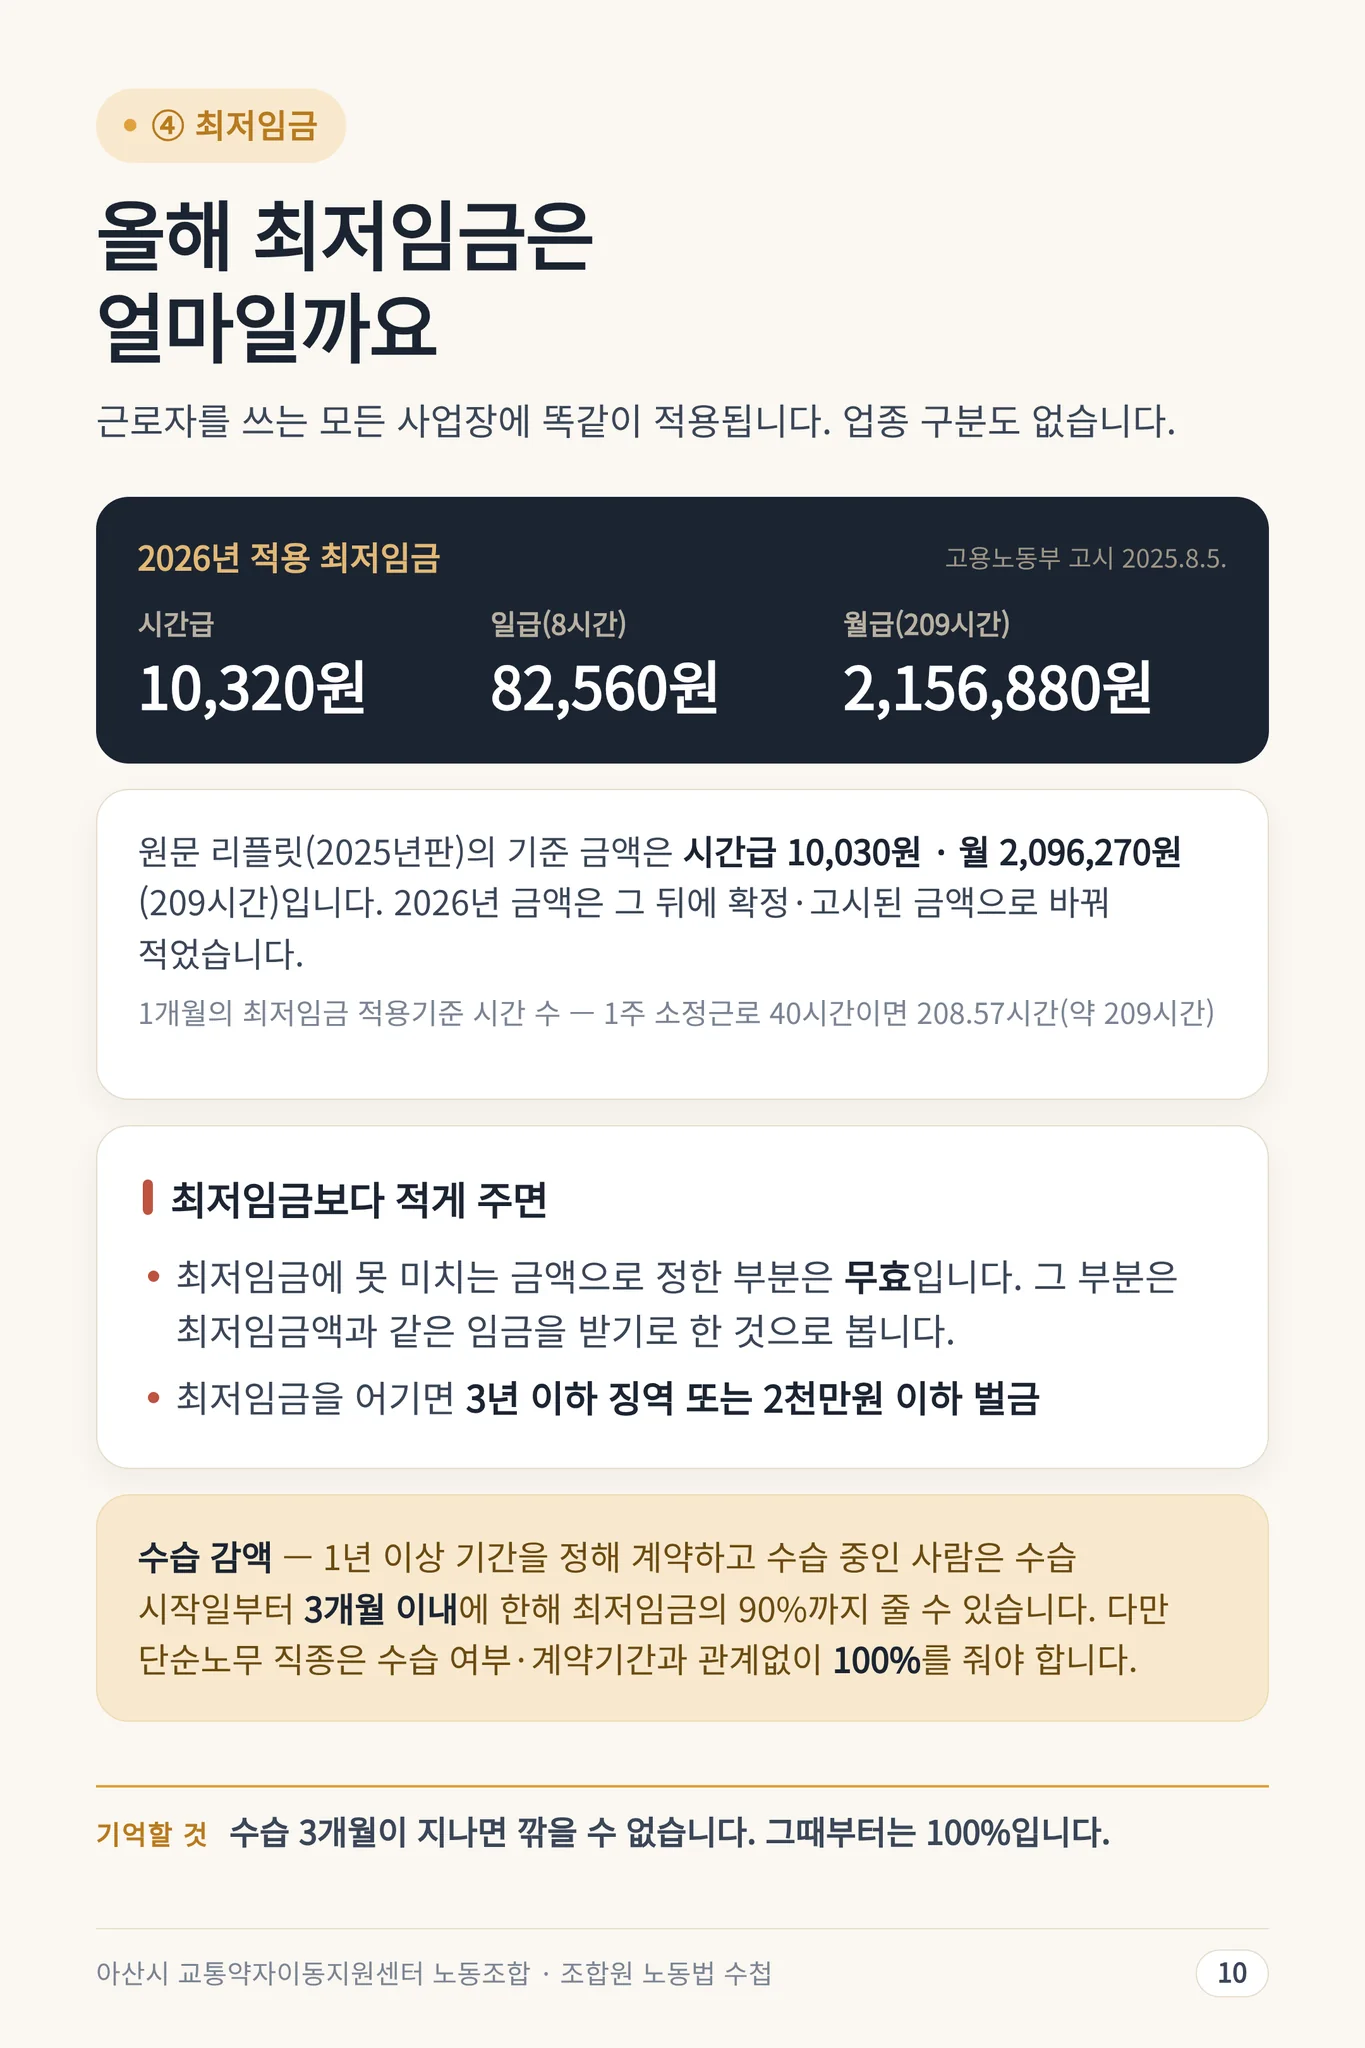 • ④ 최저임금
올해 최저임금은
얼마일까요
근로자를 쓰는 모든 사업장에 똑같이 적용됩니다. 업종 구분도 없습니다.
2026년 적용 최저임금 고용노동부 고시 2025.8.5.
시간급 일급(8시간) 월급(209시간)
10,320원 82,560원 2,156,880원
원문 리플릿(2025년판)의 기준 금액은 시간급 10,030원 · 월 2,096,270원
(209시간)입니다. 2026년 금액은 그 뒤에 확정·고시된 금액으로 바꿔
적었습니다.
1개월의 최저임금 적용기준 시간 수 — 1주 소정근로 40시간이면 208.57시간(약 209시간)
최저임금보다 적게 주면
• 최저임금에 못 미치는 금액으로 정한 부분은 무효입니다. 그 부분은
최저임금액과 같은 임금을 받기로 한 것으로 봅니다.
• 최저임금을 어기면 3년 이하 징역 또는 2천만원 이하 벌금
수습 감액 — 1년 이상 기간을 정해 계약하고 수습 중인 사람은 수습
시작일부터 3개월 이내에 한해 최저임금의 90%까지 줄 수 있습니다. 다만
단순노무 직종은 수습 여부·계약기간과 관계없이 100%를 줘야 합니다.
기억할 것 수습 3개월이 지나면 깎을 수 없습니다. 그때부터는 100%입니다.
아산시 교통약자이동지원센터 노동조합 · 조합원 노동법 수첩 10